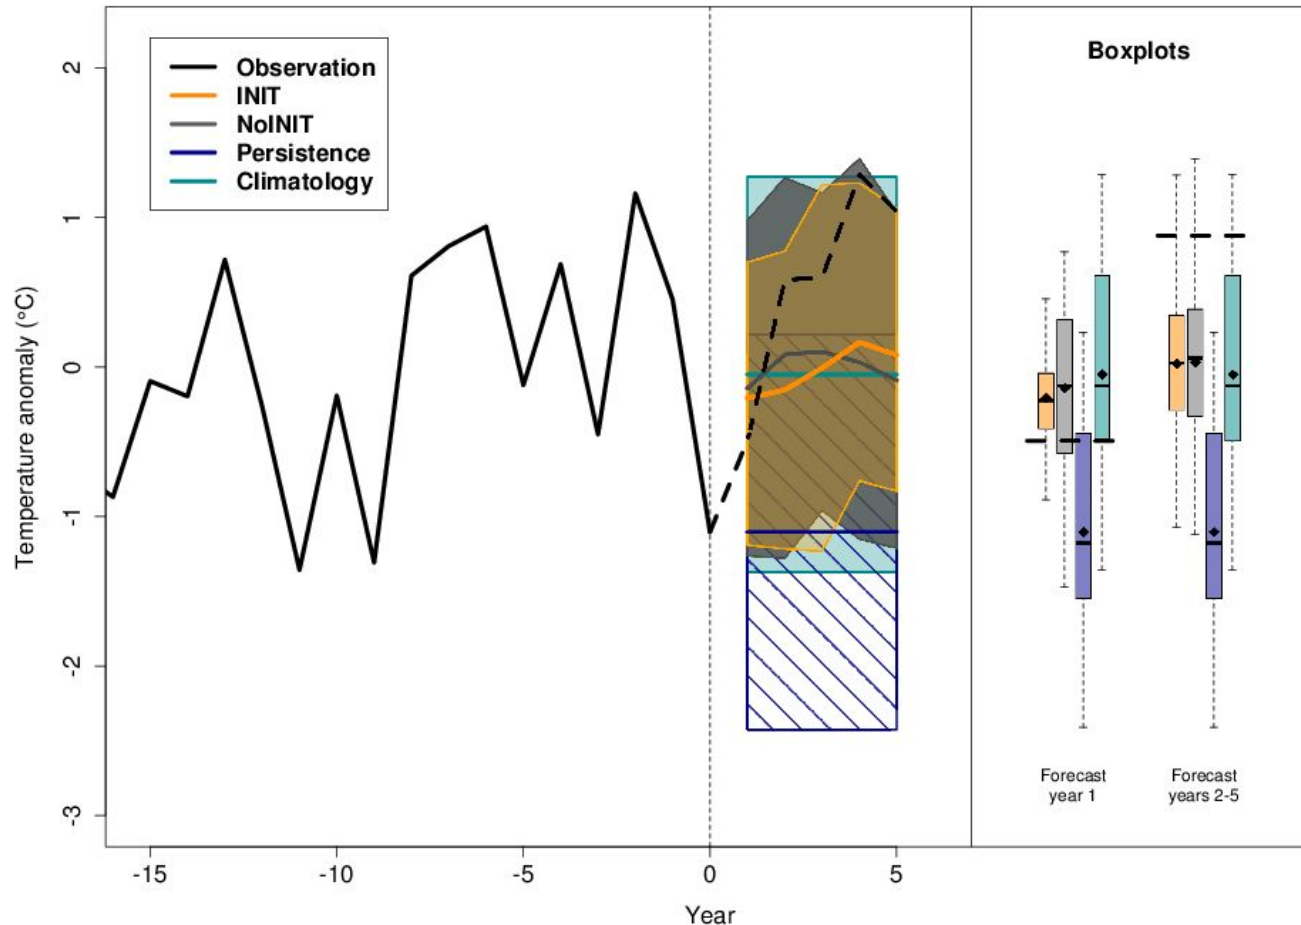 Temperature anomaly (°C)
2
1
0
-1
-2
-3
Observation
INIT
NoINIT
Persistence
Climatology
Boxplots
Forecast
year 1
Forecast
years 2-5
-15
-10
-5
0
5
Year